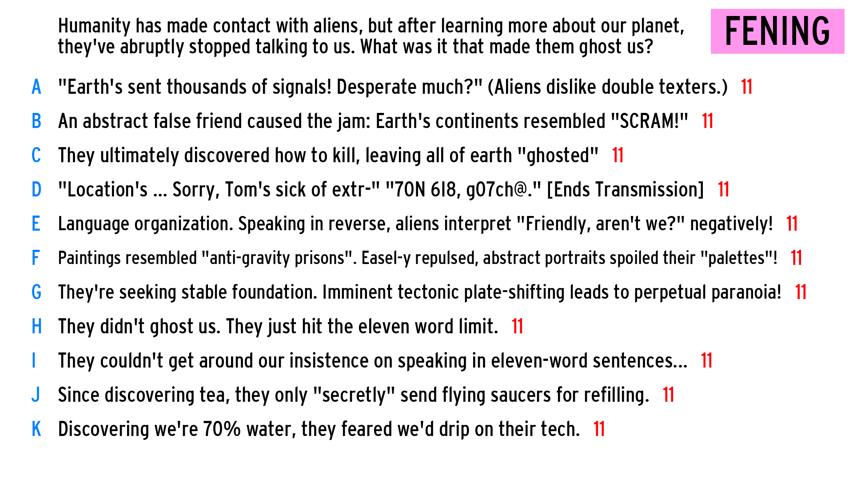 Humanity has made contact with aliens, but after learning more about our planet,
they've abruptly stopped talking to us. What was it that made them ghost us?
FENING
A "Earth's sent thousands of signals! Desperate much?" (Aliens dislike double texters.) 11
B An abstract false friend caused the jam: Earth's continents resembled "SCRAM!" 11
C They ultimately discovered how to kill, leaving all of earth "ghosted" 11
D "Location's ... Sorry, Tom's sick of extr-" "70N 6I8, g07ch@." [Ends Transmission] 11
E Language organization. Speaking in reverse, aliens interpret "Friendly, aren't we?" negatively! 11
F Paintings resembled "anti-gravity prisons". Easel-y repulsed, abstract portraits spoiled their "palettes"! 11
G They're seeking stable foundation. Imminent tectonic plate-shifting leads to perpetual paranoia! 11
H They didn't ghost us. They just hit the eleven word limit. 11
I They couldn't get around our insistence on speaking in eleven-word sentences... 11
J Since discovering tea, they only "secretly" send flying saucers for refilling. 11
K Discovering we're 70% water, they feared we'd drip on their tech. 11